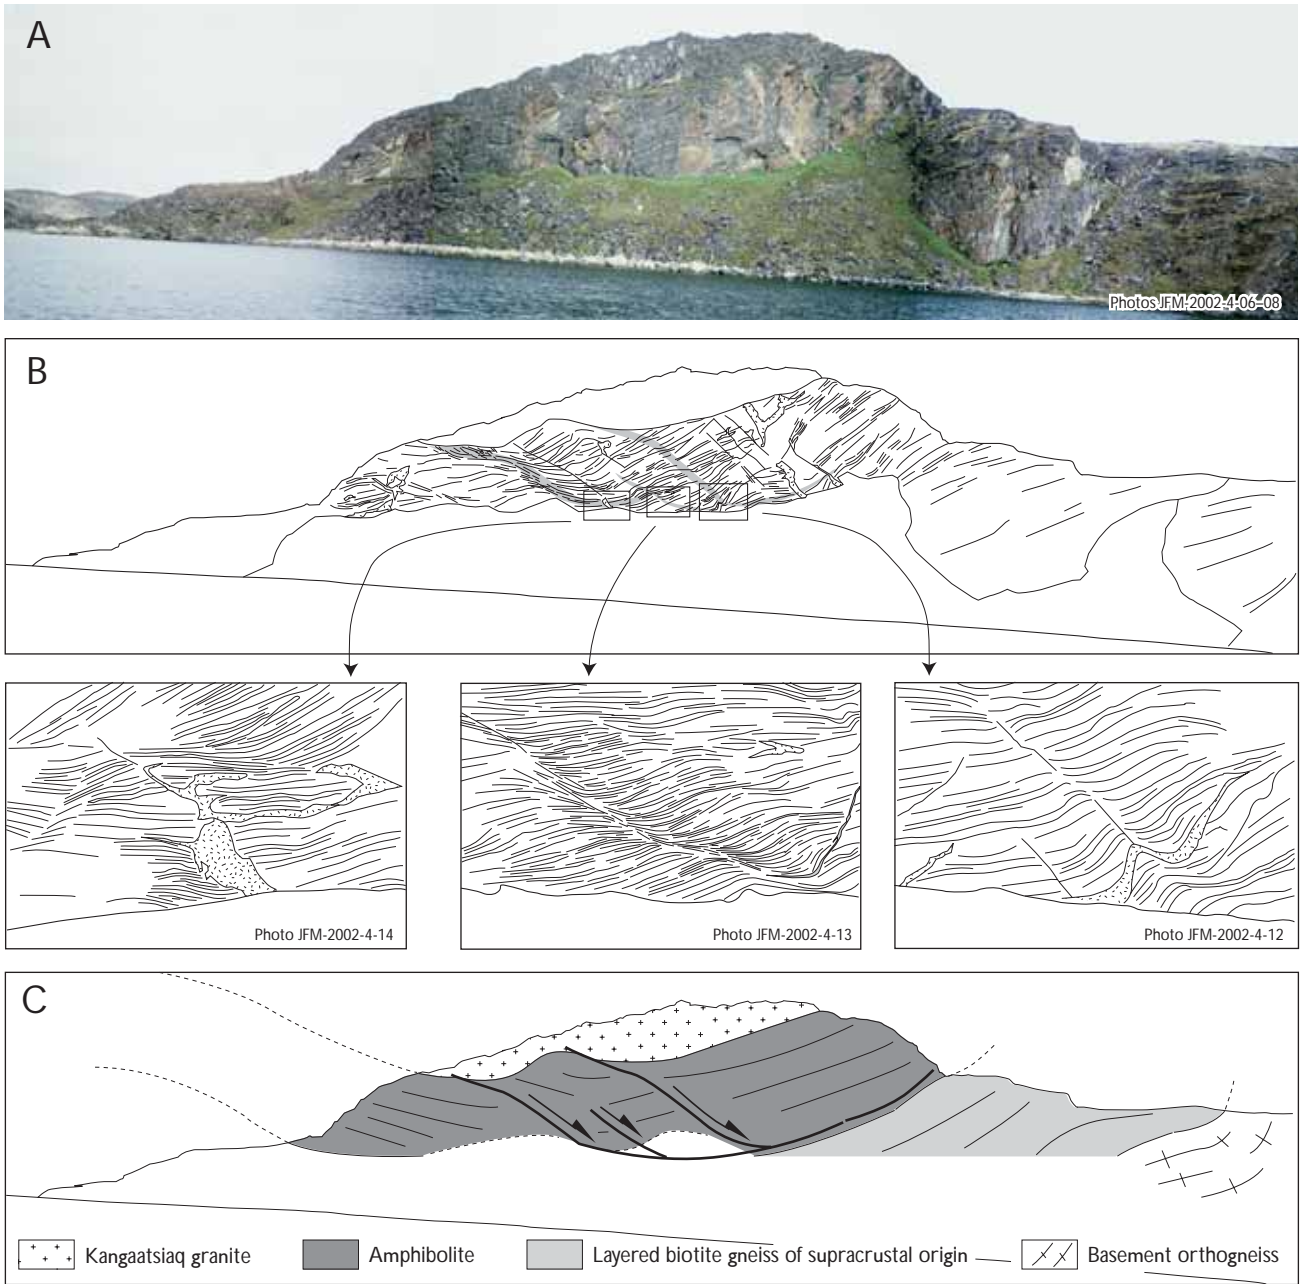 A
Photos JFM-2002-4-06–08
B
Photo JFM-2002-4-14
Photo JFM-2002-4-13
Photo JFM-2002-4-12
C
Kangaatsiaq granite
Amphibolite
Layered biotite gneiss of supracrustal origin
Basement orthogneiss